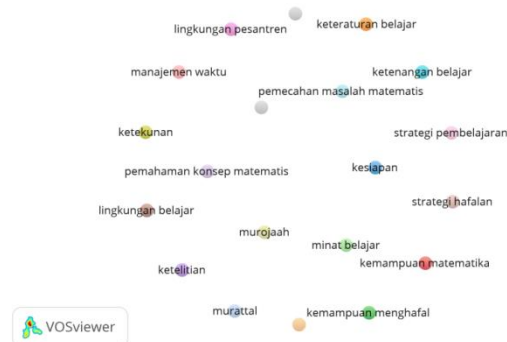 lingkungan pesantren
keteraturan belajar
manajemen waktu
ketenangan belajar
pemecahan masalah matematis
ketekunan
strategi pembelajaran
pemahaman konsep matematis
kesiapan
lingkungan belajar
strategi hafalan
murojaah
minat belajar
ketelitian
kemampuan matematika
murottal
kemampuan menghafal
VOSviewer